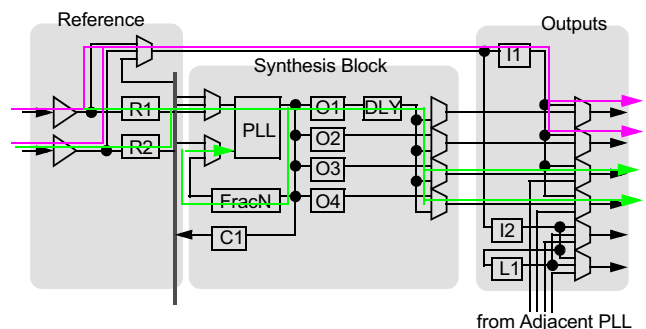 Reference
Outputs
Synthesis Block
I1
R1
O1
DLY
PLL
R2
O2
O3
FracN
O4
C1
I2
L1
from Adjacent PLL